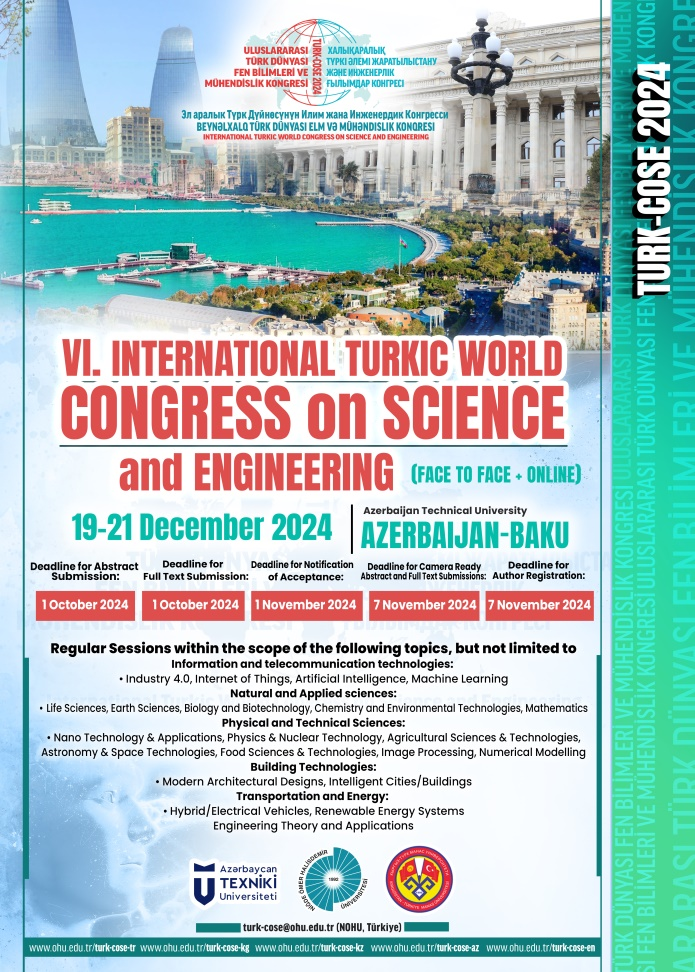 ULUSLARARASI
TÜRK DÜNYASI
FEN BİLİMLERİ VE
MÜHENDİSLİK KONGRESİ
TURK-COSE 2024
ХАЛЫҚАРАЛЫҚ
ТҮРКІ ӘЛЕМІ ЖАРАТЫЛЫСТАНУ
ЖӘНЕ ИНЖЕНЕРЛІК
ҒЫЛЫМДАР КОНГРЕСІ
Эл аралык Түрк Дүйнөсүнүн Илим жана Инженердик Конгресси
BEYNƏLXALQ TÜRK DÜNYASI ELM VƏ MÜHƏNDISLIK KONQRESI
INTERNATIONAL TURKIC WORLD CONGRESS ON SCIENCE AND ENGINEERING
TURK-COSE 2024
VI. INTERNATIONAL TURKIC WORLD
CONGRESS on SCIENCE
and ENGINEERING (FACE TO FACE + ONLINE)
19-21 December 2024
Azerbaijan Technical University
AZERBAIJAN-BAKU
Deadline for Abstract
Submission:
1 October 2024
Deadline for
Full Text Submission:
1 October 2024
Deadline for Notification
of Acceptance:
1 November 2024
Deadline for Camera Ready
Abstract and Full Text Submissions:
7 November 2024
Deadline for
Author Registration:
7 November 2024
Regular Sessions within the scope of the following topics, but not limited to
Information and telecommunication technologies:
• Industry 4.0, Internet of Things, Artificial Intelligence, Machine Learning
Natural and Applied sciences:
• Life Sciences, Earth Sciences, Biology and Biotechnology, Chemistry and Environmental Technologies, Mathematics
Physical and Technical Sciences:
• Nano Technology & Applications, Physics & Nuclear Technology, Agricultural Sciences & Technologies,
Astronomy & Space Technologies, Food Sciences & Technologies, Image Processing, Numerical Modelling
Building Technologies:
• Modern Architectural Designs, Intelligent Cities/Buildings
Transportation and Energy:
• Hybrid/Electrical Vehicles, Renewable Energy Systems
Engineering Theory and Applications
Azərbaycan
TEXNİKİ
Universiteti
NİĞDE ÖMER HALİSDEMİR
ÜNİVERSİTESİ
1992
turk-cose@ohu.edu.tr (NOHU, Türkiye)
www.ohu.edu.tr/turk-cose-tr www.ohu.edu.tr/turk-cose-kg www.ohu.edu.tr/turk-cose-kz www.ohu.edu.tr/turk-cose-az www.ohu.edu.tr/turk-cose-en